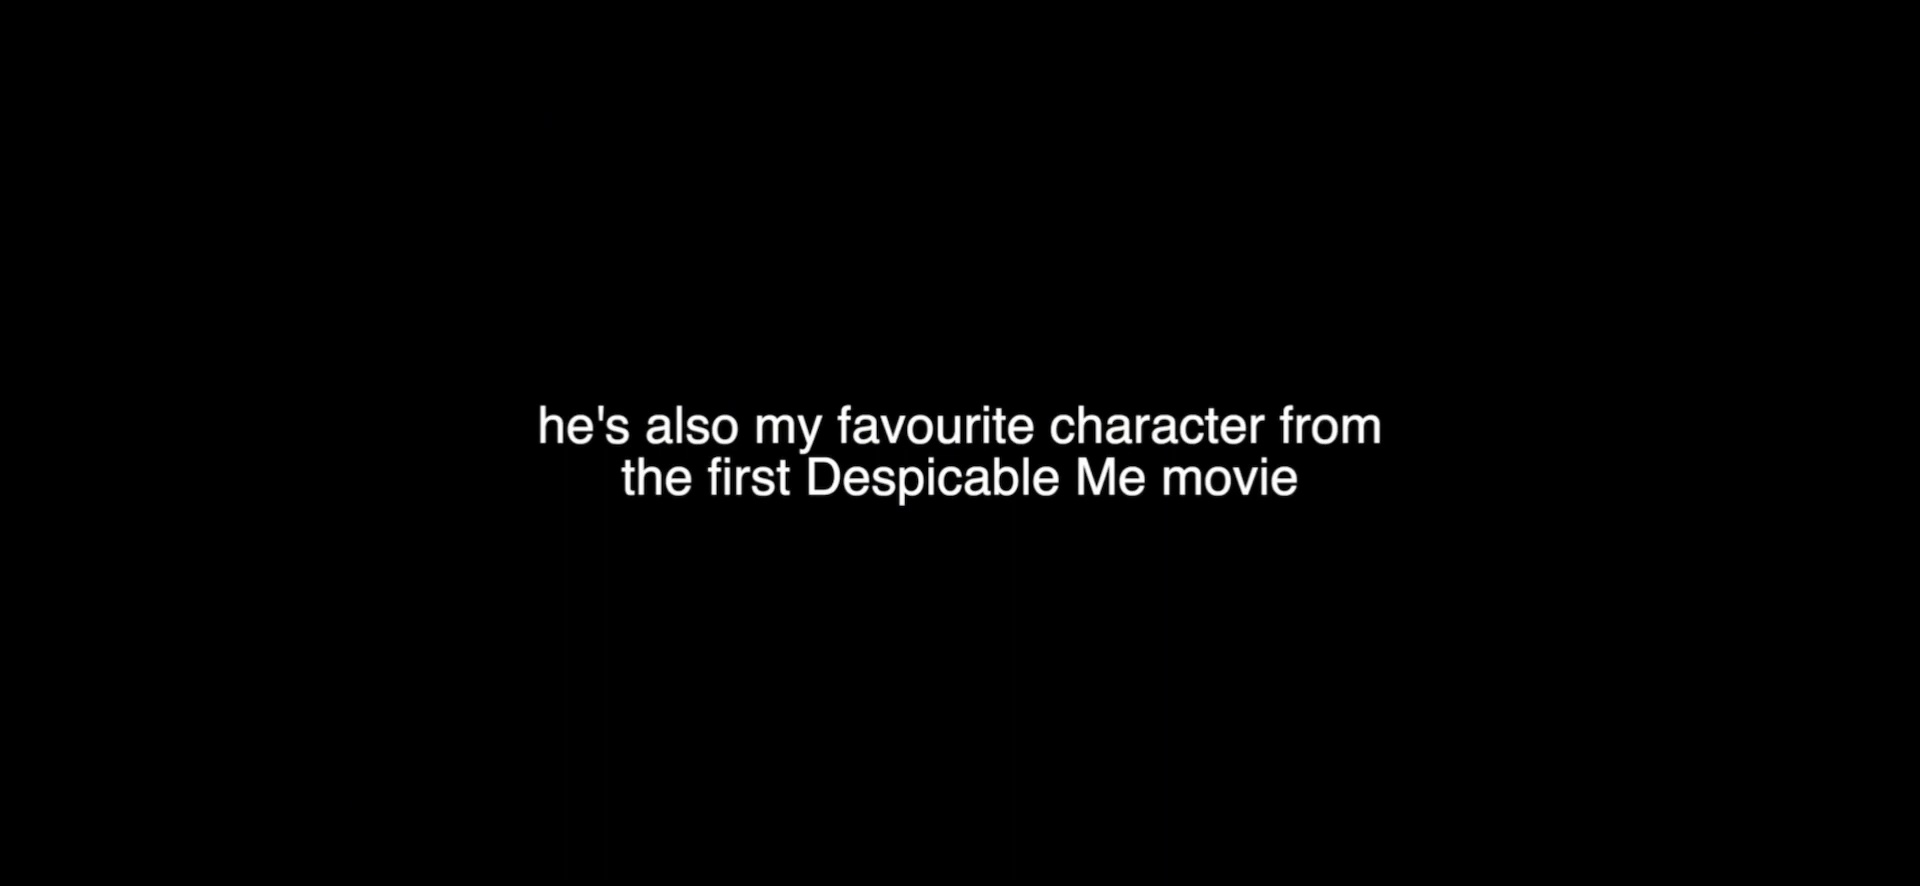 he's also my favourite character from
the first Despicable Me movie